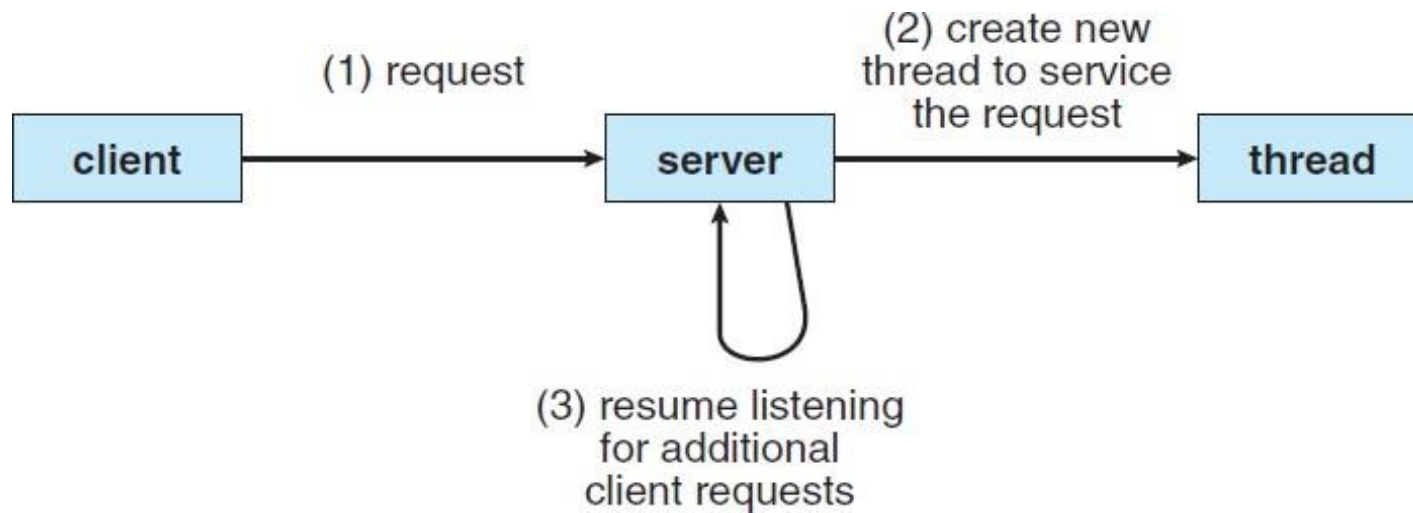 (1) request
(2) create new
thread to service
the request
client
server
thread
(3) resume listening
for additional
client requests